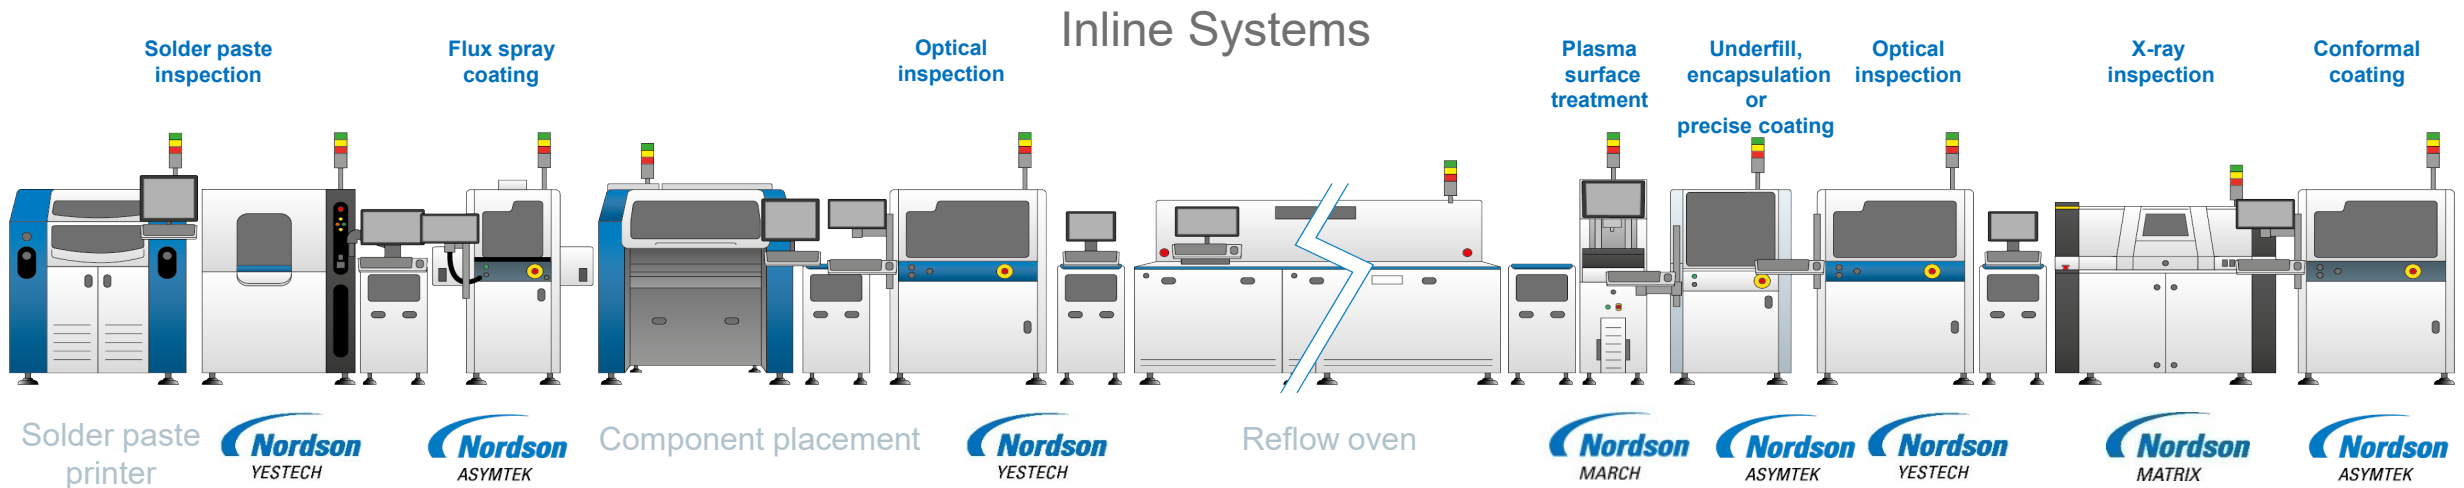 Inline Systems
Solder paste
inspection
Flux spray
coating
Optical
inspection
Plasma
surface
treatment
Underfill,
encapsulation
or
precise coating
Optical
inspection
X-ray
inspection
Conformal
coating
Solder paste
printer
Nordson
YESTECH
Nordson
ASYMTEK
Component placement
Nordson
YESTECH
Reflow oven
Nordson
MARCH
Nordson
ASYMTEK
Nordson
YESTECH
Nordson
MATRIX
Nordson
ASYMTEK